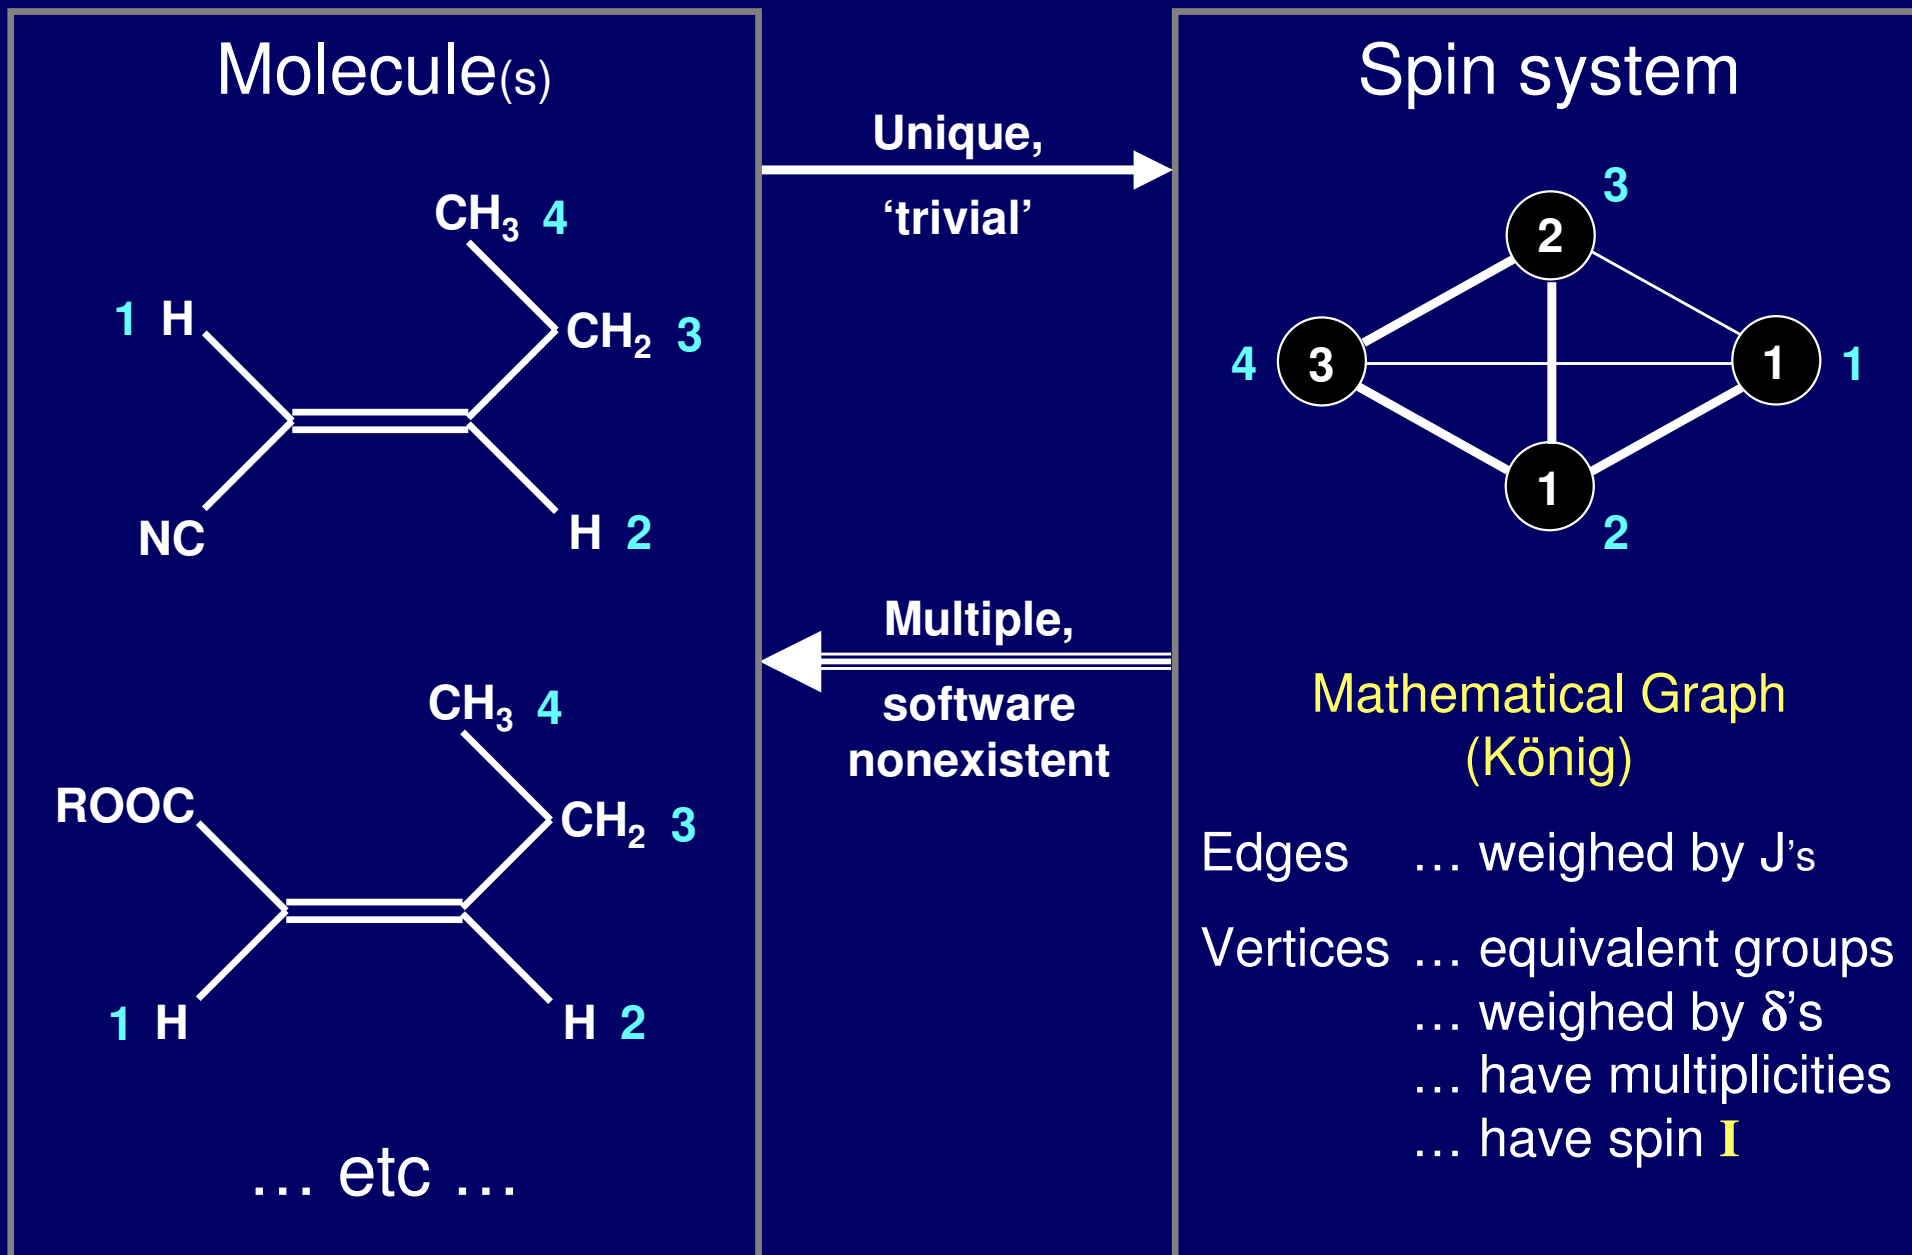 Molecule(s)
CH3 4
1 H
CH2 3
NC
H 2
CH3 4
ROOC
CH2 3
1 H
H 2
… etc …
Unique,
‘trivial’
Multiple,
software
nonexistent
Spin system
3
2
4 3
1 1
1
2
Mathematical Graph
(König)
Edges … weighed by J’s
Vertices … equivalent groups
… weighed by δ’s
… have multiplicities
… have spin I